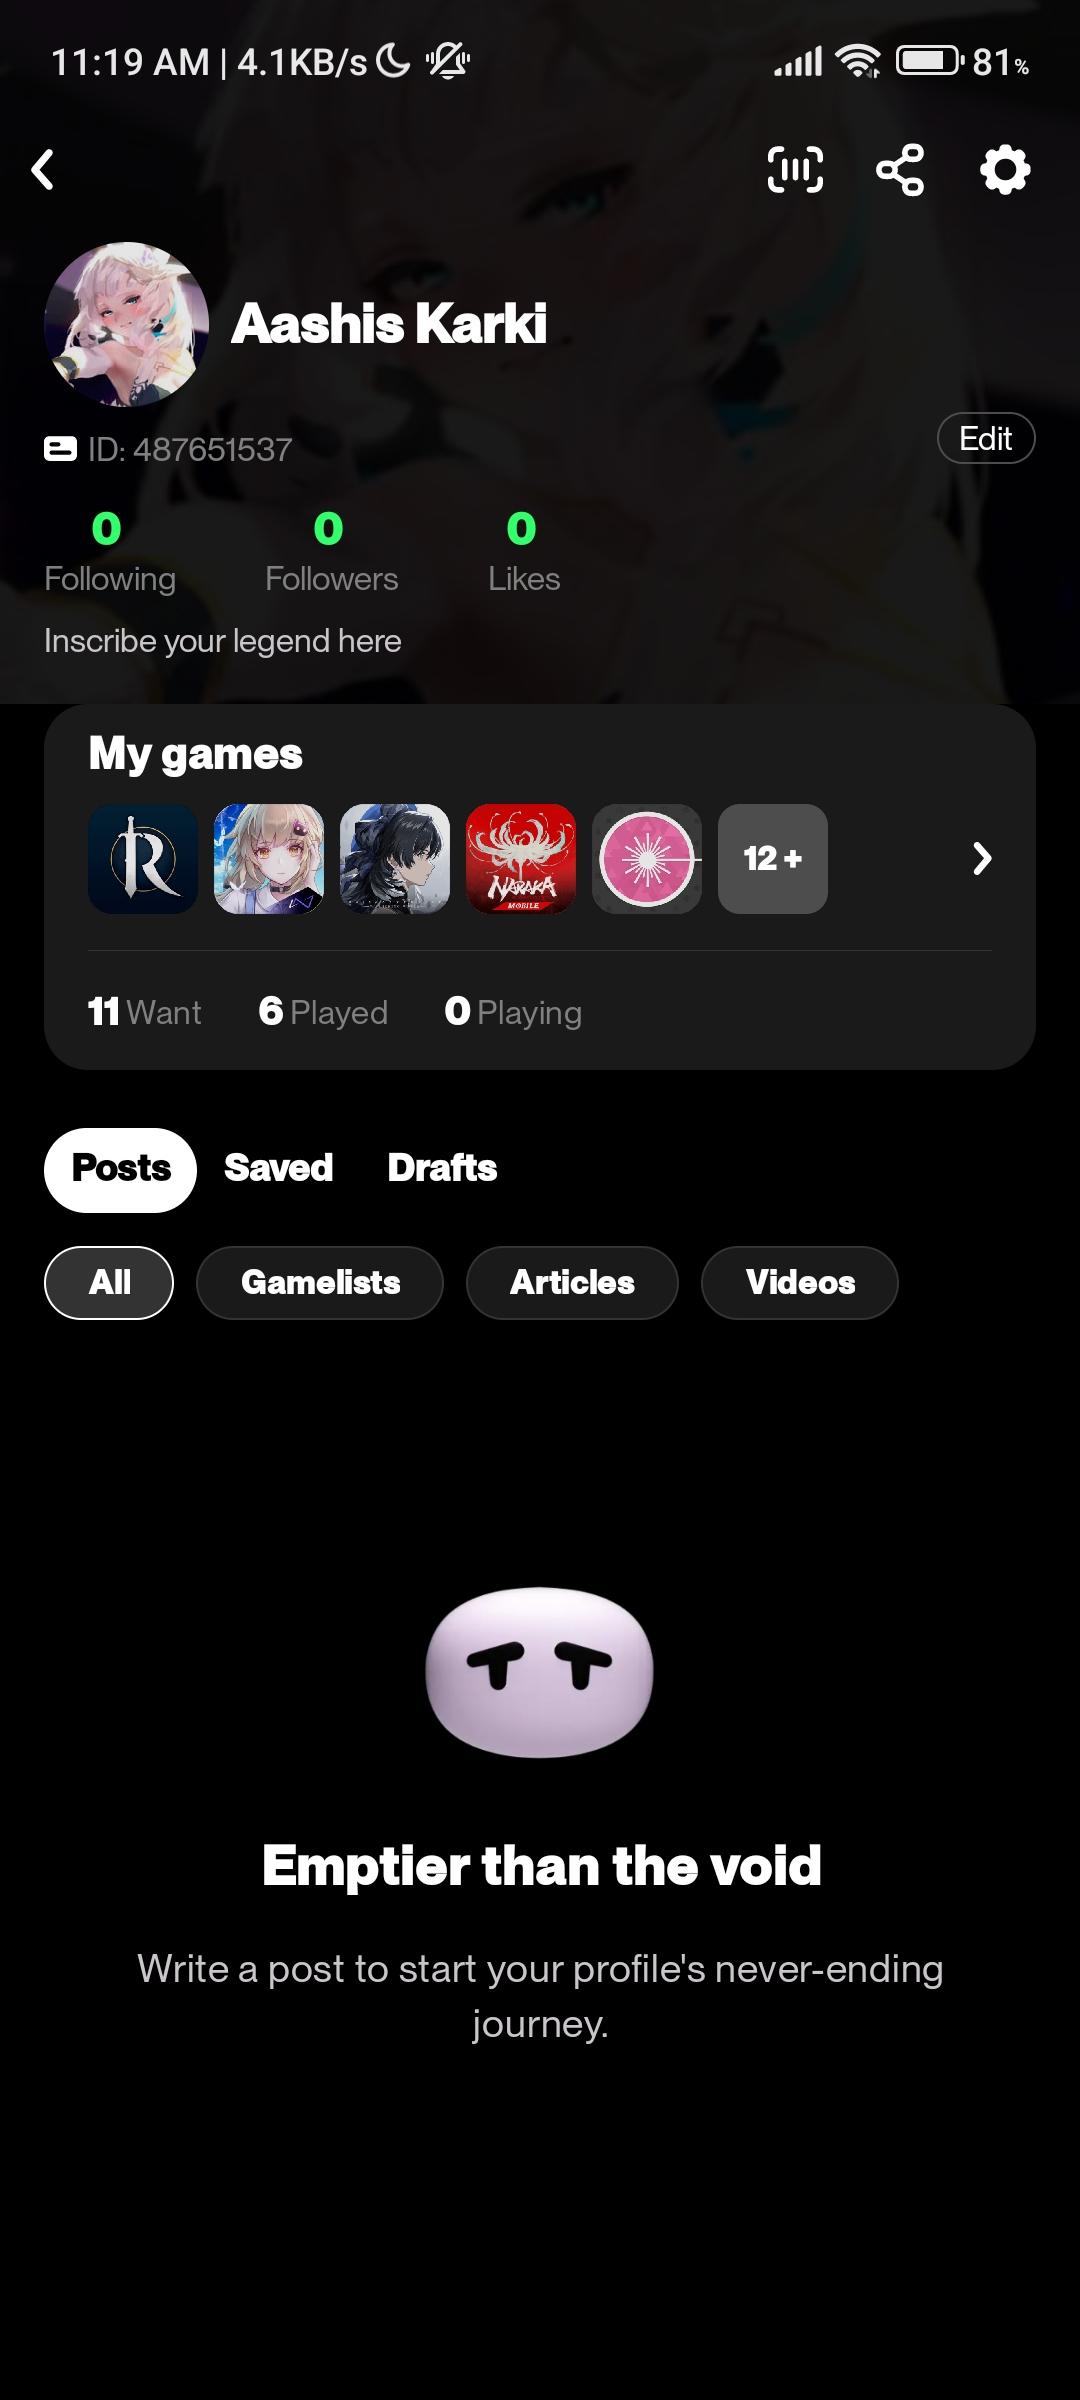 11:19 AM | 4.1KB/s
81%
Aashis Karki
ID: 487651537
Edit
0 0 0
Following Followers Likes
Inscribe your legend here
My games
R
NARAKA
MOBILE
12 +
11 Want 6 Played 0 Playing
Posts Saved Drafts
All Gamelists Articles Videos
Emptier than the void
Write a post to start your profile's never-ending
journey.